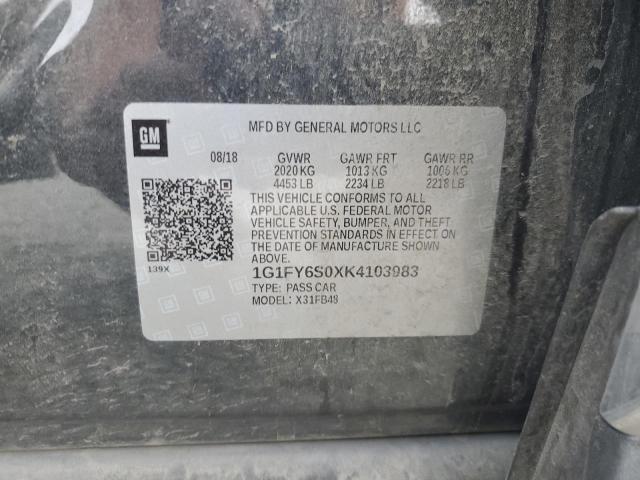 GM
MFD BY GENERAL MOTORS LLC
08/18 GVWR GAWR FRT GAWR RR
2020 KG 1013 KG 1006 KG
4453 LB 2234 LB 2218 LB
THIS VEHICLE CONFORMS TO ALL
APPLICABLE U.S. FEDERAL MOTOR
VEHICLE SAFETY, BUMPER, AND THEFT
PREVENTION STANDARDS IN EFFECT ON
THE DATE OF MANUFACTURE SHOWN
ABOVE.
139X
1G1FY6S0XK4103983
TYPE: PASS CAR
MODEL: X31FB48